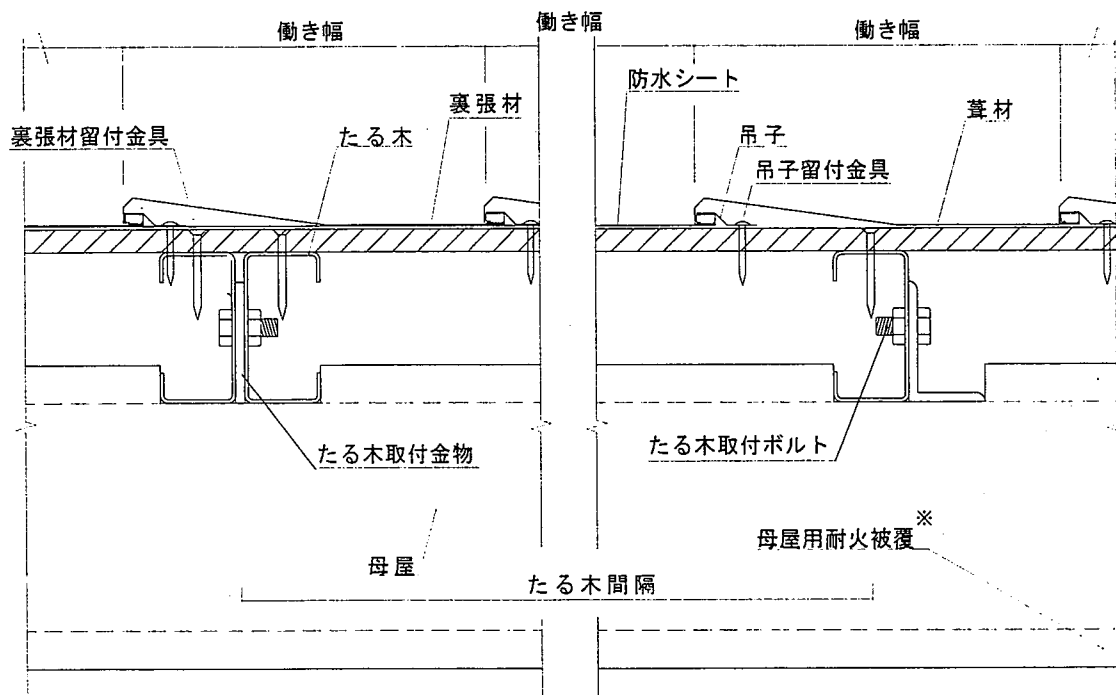 働き幅
働き幅
働き幅
防水シート
裏張材
葺材
裏張材留付金具
たる木
吊子
吊子留付金具
たる木取付金物
たる木取付ボルト
母屋用耐火被覆※
母屋
たる木間隔